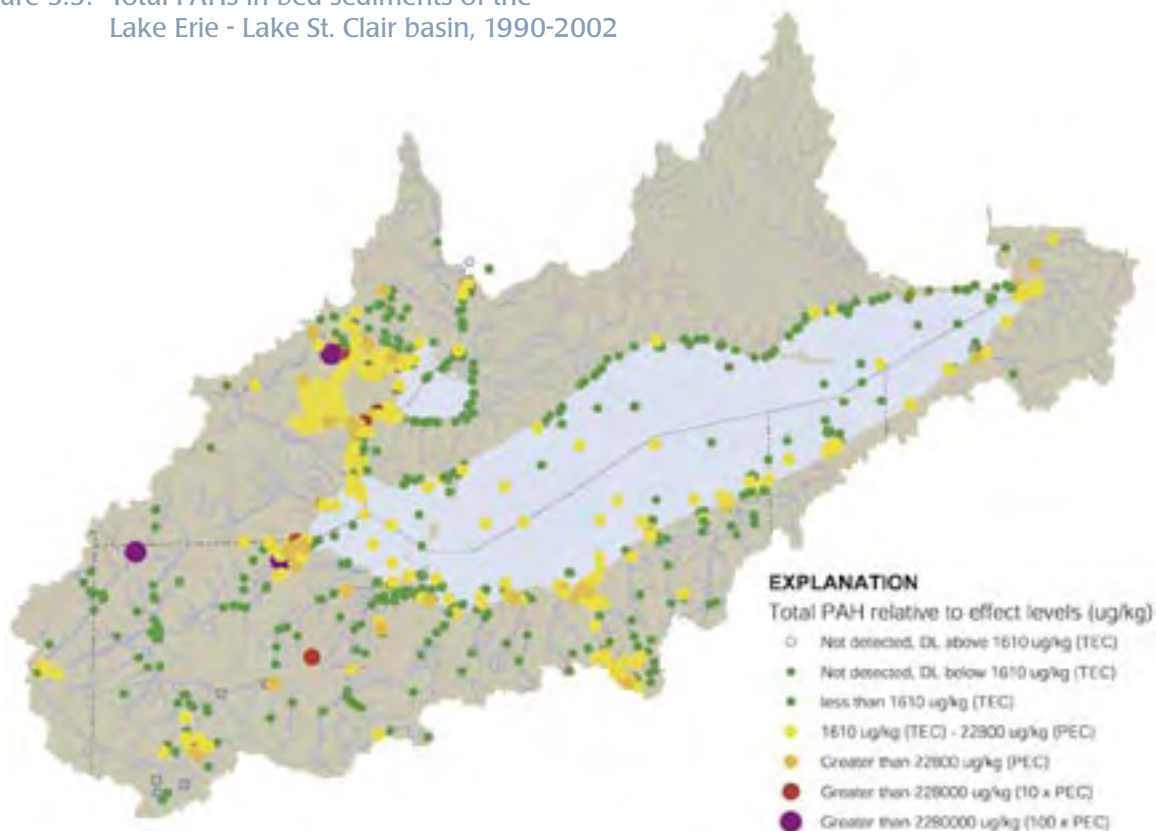 Total PAHs in bed sediments of the
Lake Erie - Lake St. Clair basin, 1990-2002
EXPLANATION
Total PAH relative to effect levels (ug/kg)
Not detected, DL above 1610 ug/kg (TEC)
Not detected, DL below 1610 ug/kg (TEC)
less than 1610 ug/kg (TEC)
1610 ug/kg (TEC) - 22800 ug/kg (PEC)
Greater than 22800 ug/kg (PEC)
Greater than 228000 ug/kg (10 x PEC)
Greater than 2280000 ug/kg (100 x PEC)